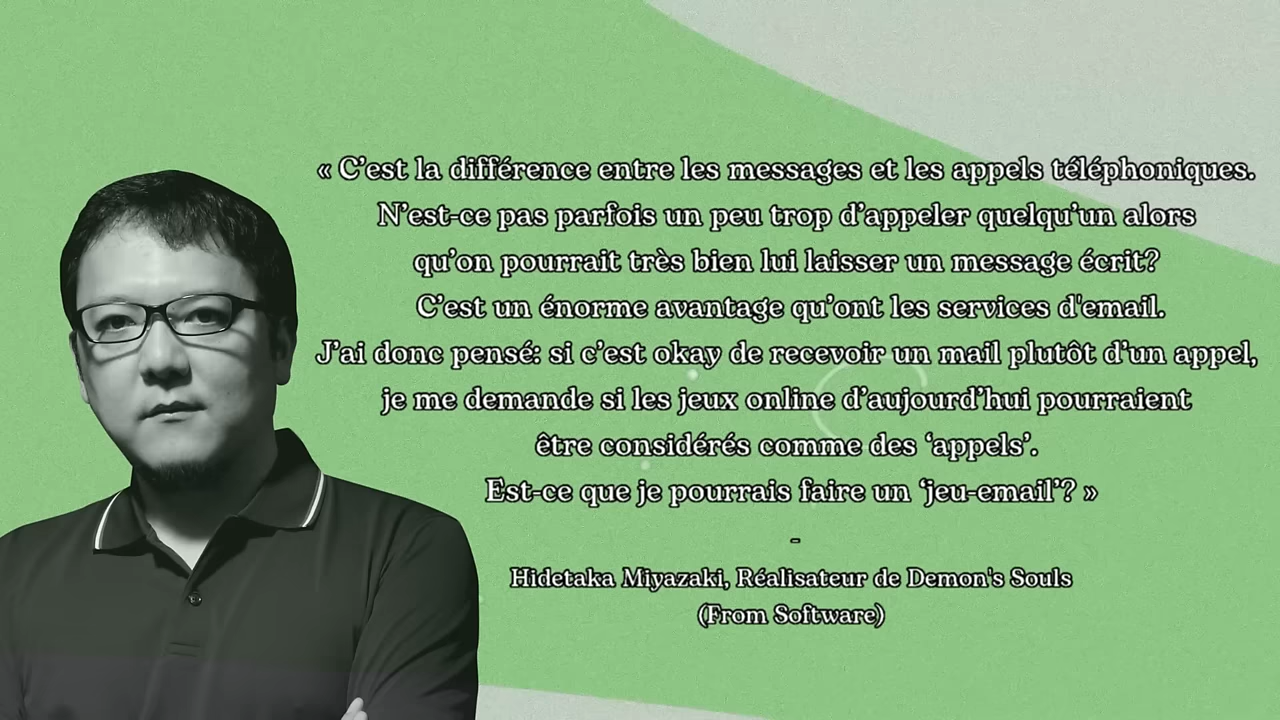 « C’est la différence entre les messages et les appels téléphoniques.
N’est-ce pas parfois un peu trop d’appeler quelqu’un alors
qu’on pourrait très bien lui laisser un message écrit?
C’est un énorme avantage qu’ont les services d'email.
J’ai donc pensé: si c’est okay de recevoir un mail plutôt d’un appel,
je me demande si les jeux online d’aujourd’hui pourraient
être considérés comme des ‘appels’.
Est-ce que je pourrais faire un ‘jeu-email’? »
-
Hidetaka Miyazaki, Réalisateur de Demon's Souls
(From Software)